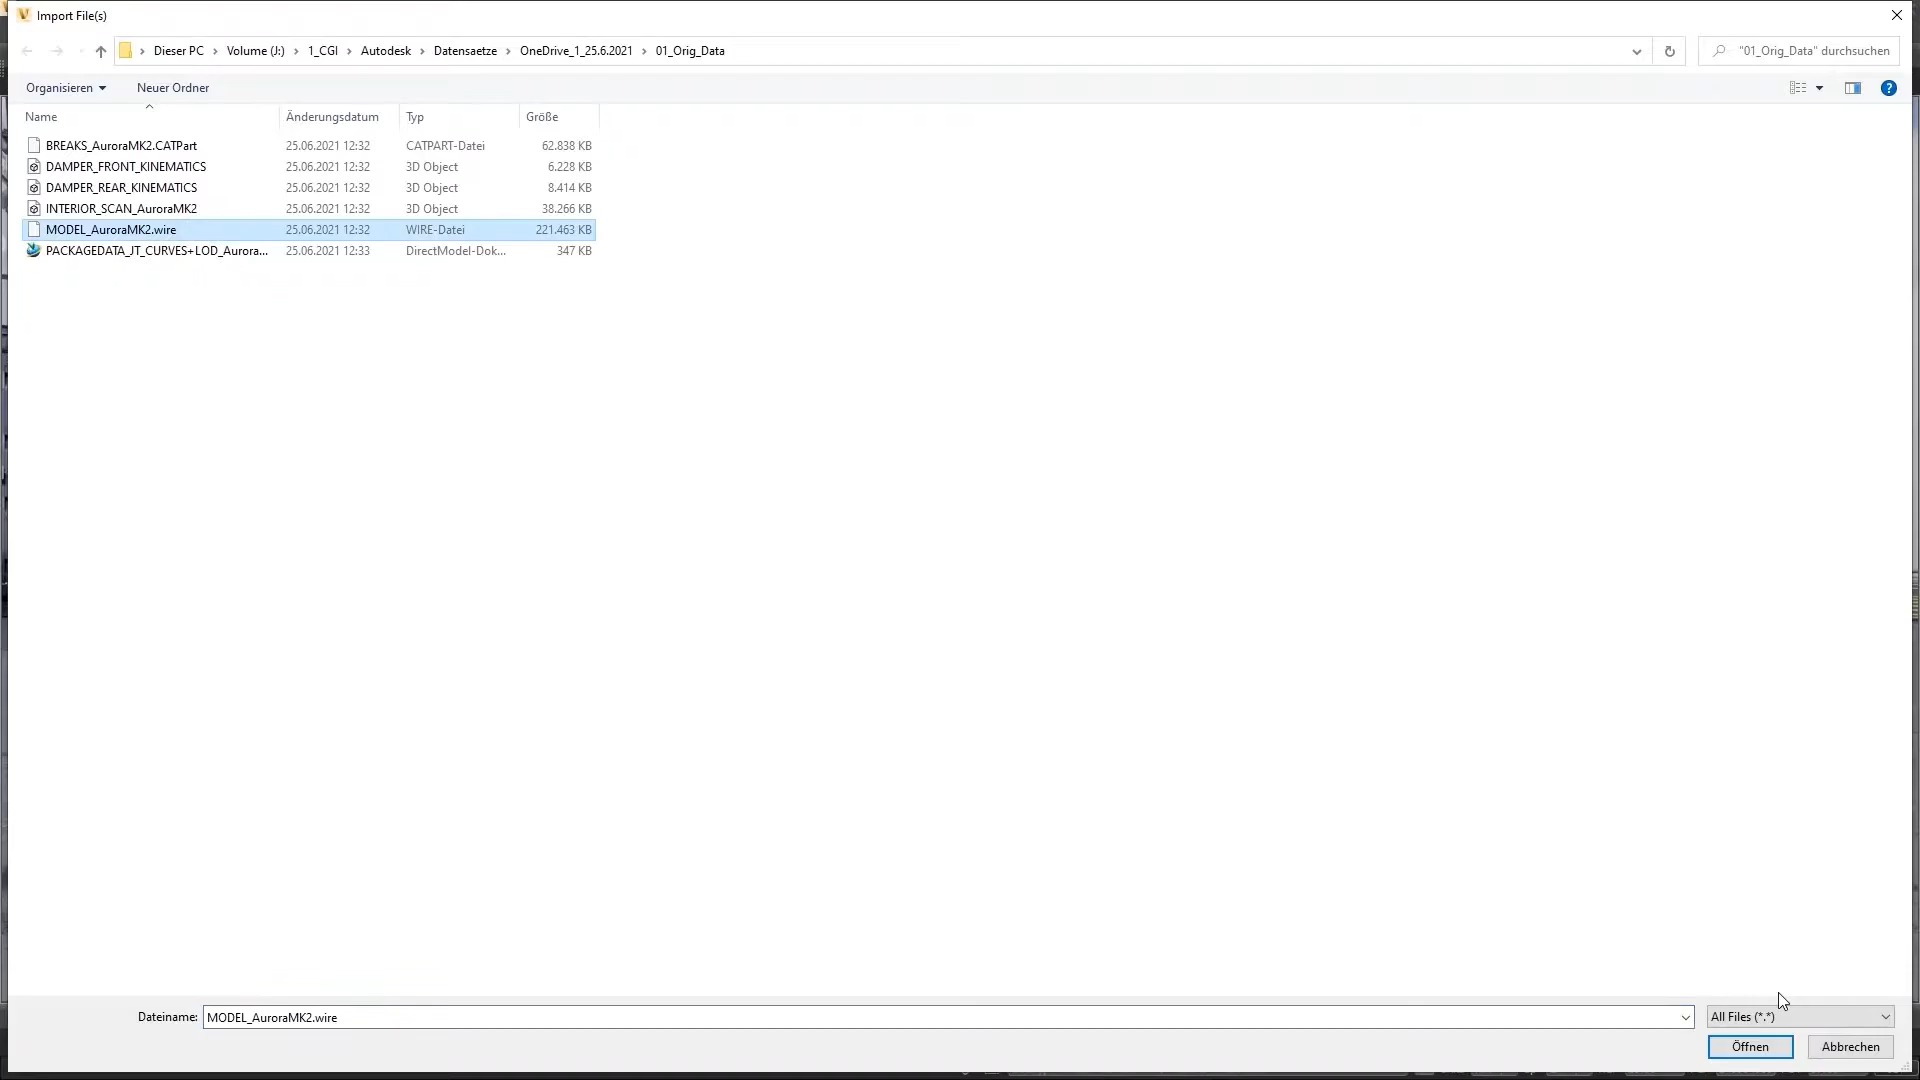 Import File(s)
Dieser PC › Volume (J:) › 1_CGI › Autodesk › Datensaetze › OneDrive_1_25.6.2021 › 01_Orig_Data
"01_Orig_Data" durchsuchen
Organisieren Neuer Ordner
Name Änderungsdatum Typ Größe
BREAKS_AuroraMK2.CATPart 25.06.2021 12:32 CATPART-Datei 62.838 KB
DAMPER_FRONT_KINEMATICS 25.06.2021 12:32 3D Object 6.228 KB
DAMPER_REAR_KINEMATICS 25.06.2021 12:32 3D Object 8.414 KB
INTERIOR_SCAN_AuroraMK2 25.06.2021 12:32 3D Object 38.266 KB
MODEL_AuroraMK2.wire 25.06.2021 12:32 WIRE-Datei 221.463 KB
PACKAGEDATA_JT_CURVES+LOD_Aurora... 25.06.2021 12:33 DirectModel-Dok... 347 KB
Dateiname: MODEL_AuroraMK2.wire All Files (*.*)
Öffnen Abbrechen